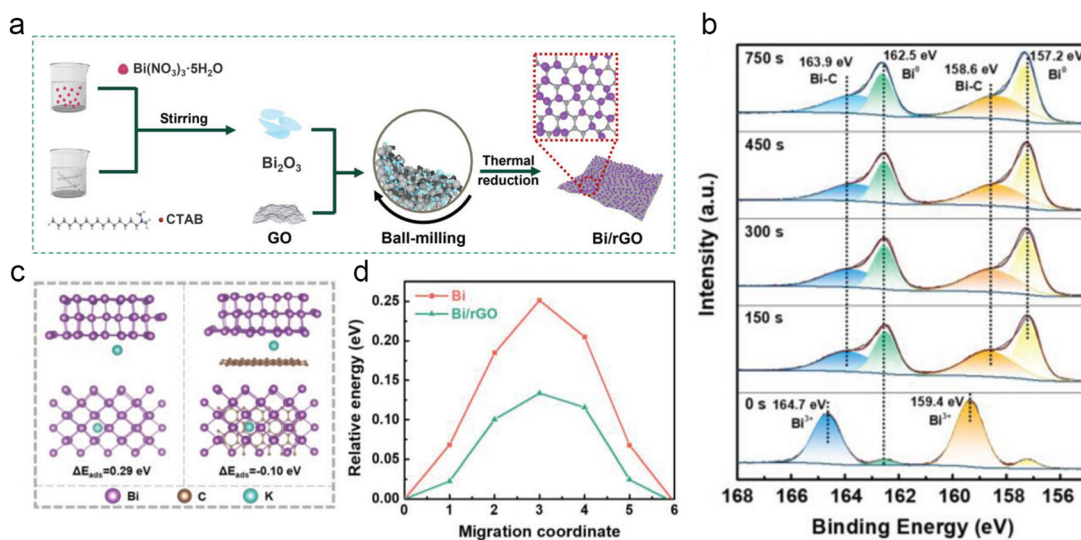 a
Bi(NO₃)₃·5H₂O
Stirring
CTAB
Bi₂O₃
GO
Ball-milling
Thermal
reduction
Bi/rGO
b
750 s
163.9 eV
Bi-C
162.5 eV
Bi⁰
158.6 eV
Bi-C
157.2 eV
Bi⁰
450 s
300 s
150 s
0 s
164.7 eV
Bi³⁺
159.4 eV
Bi³⁺
Intensity (a.u.)
168 166 164 162 160 158 156
Binding Energy (eV)
c
ΔEads=0.29 eV
ΔEads=-0.10 eV
Bi C K
d
Bi
Bi/rGO
0.25
0.20
0.15
0.10
0.05
0.00
Relative energy (eV)
0 1 2 3 4 5 6
Migration coordinate